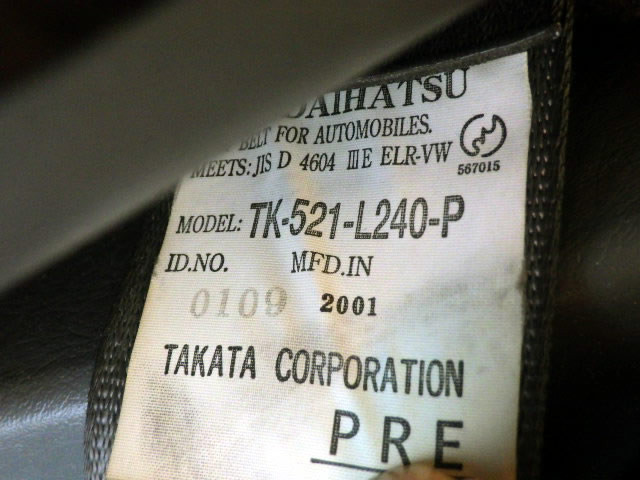 DAIHATSU
BELT FOR AUTOMOBILES.
MEETS: JIS D 4604 III E ELR-VW
567015
MODEL: TK-521-L240-P
ID.NO. MFD.IN
0109 2001
TAKATA CORPORATION
PRE